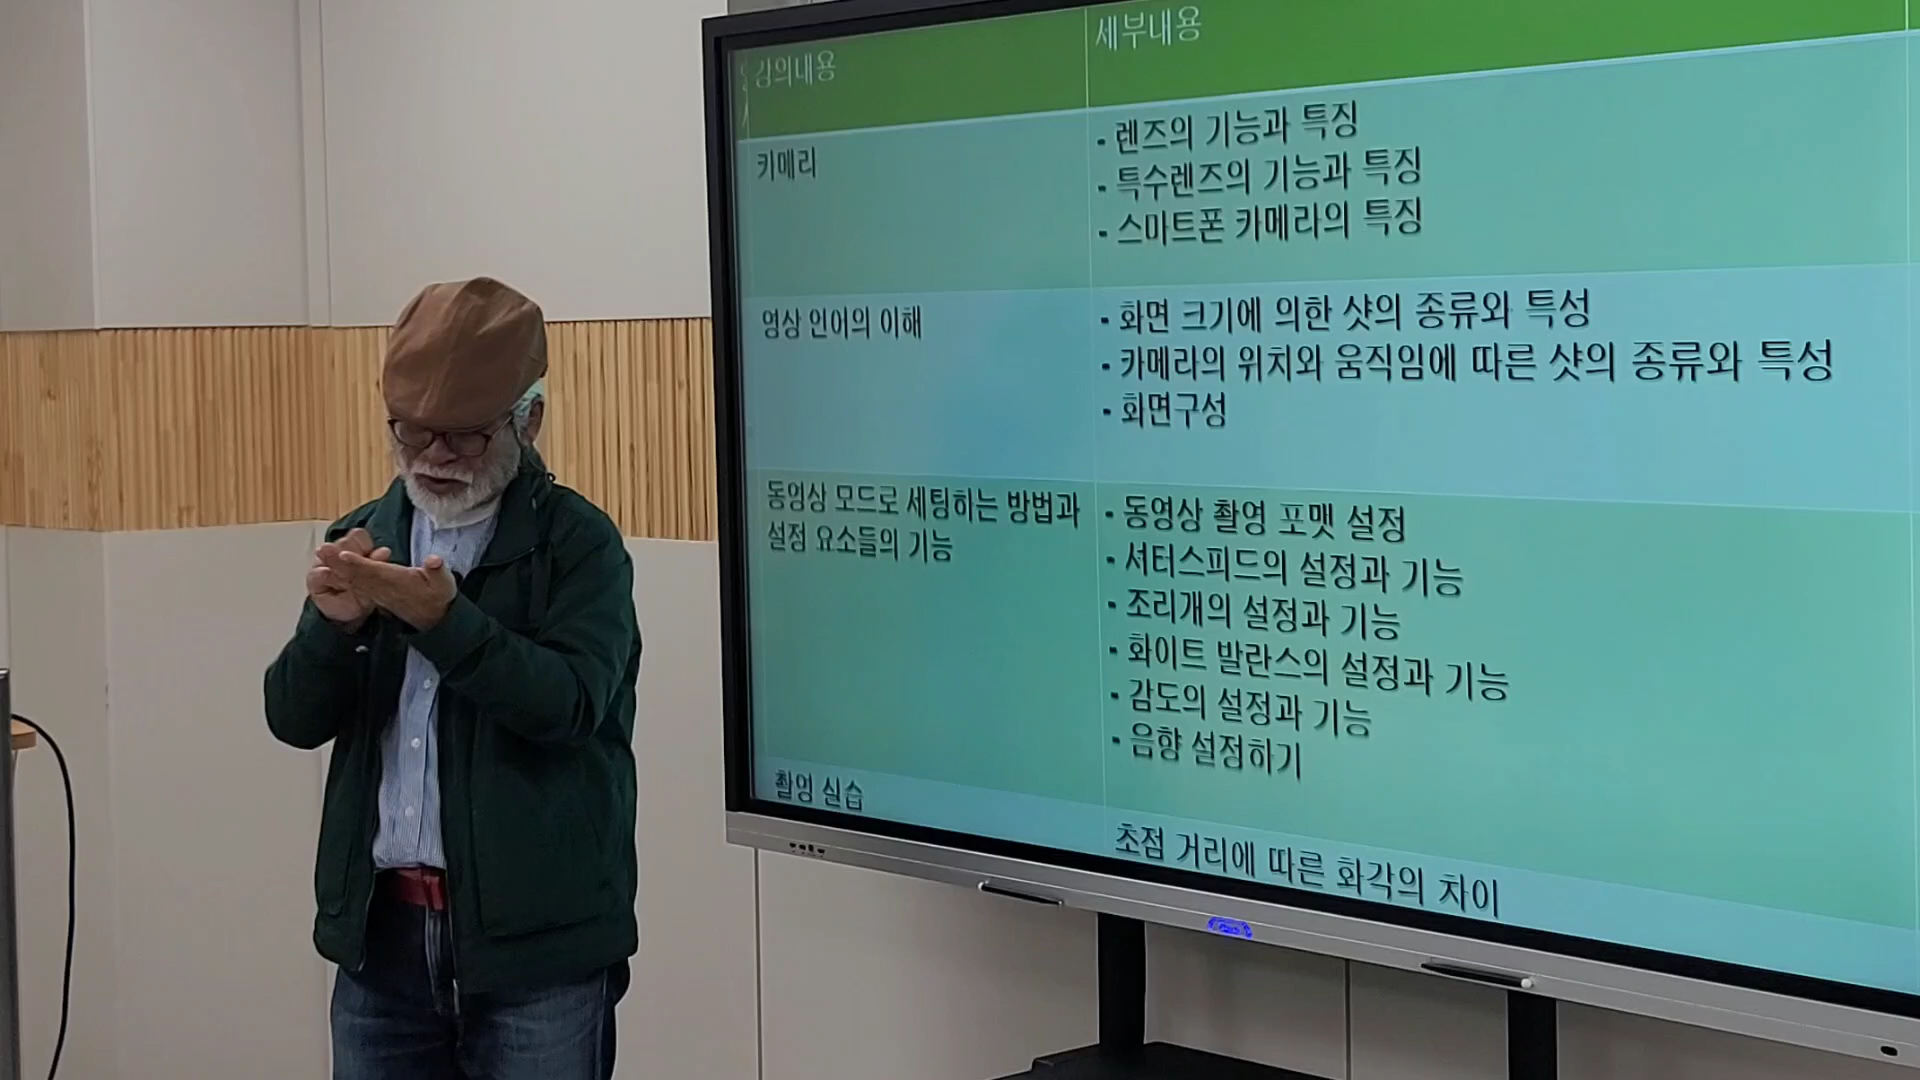 강의내용
세부내용
카메라
- 렌즈의 기능과 특징
- 특수렌즈의 기능과 특징
- 스마트폰 카메라의 특징
영상 언어의 이해
- 화면 크기에 의한 샷의 종류와 특성
- 카메라의 위치와 움직임에 따른 샷의 종류와 특성
- 화면구성
동영상 모드로 세팅하는 방법과
설정 요소들의 기능
- 동영상 촬영 포맷 설정
- 셔터스피드의 설정과 기능
- 조리개의 설정과 기능
- 화이트 발란스의 설정과 기능
- 감도의 설정과 기능
- 음향 설정하기
촬영 실습
초점 거리에 따른 화각의 차이